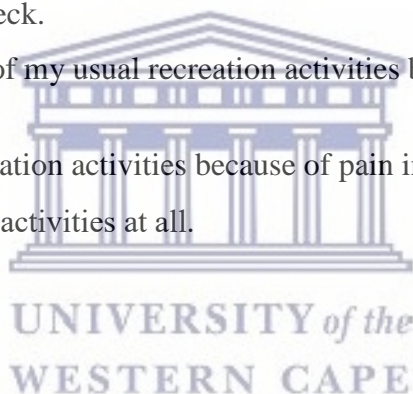 eck.
of my usual recreation activities b
ation activities because of pain i
activities at all.
UNIVERSITY of the
WESTERN CAPE